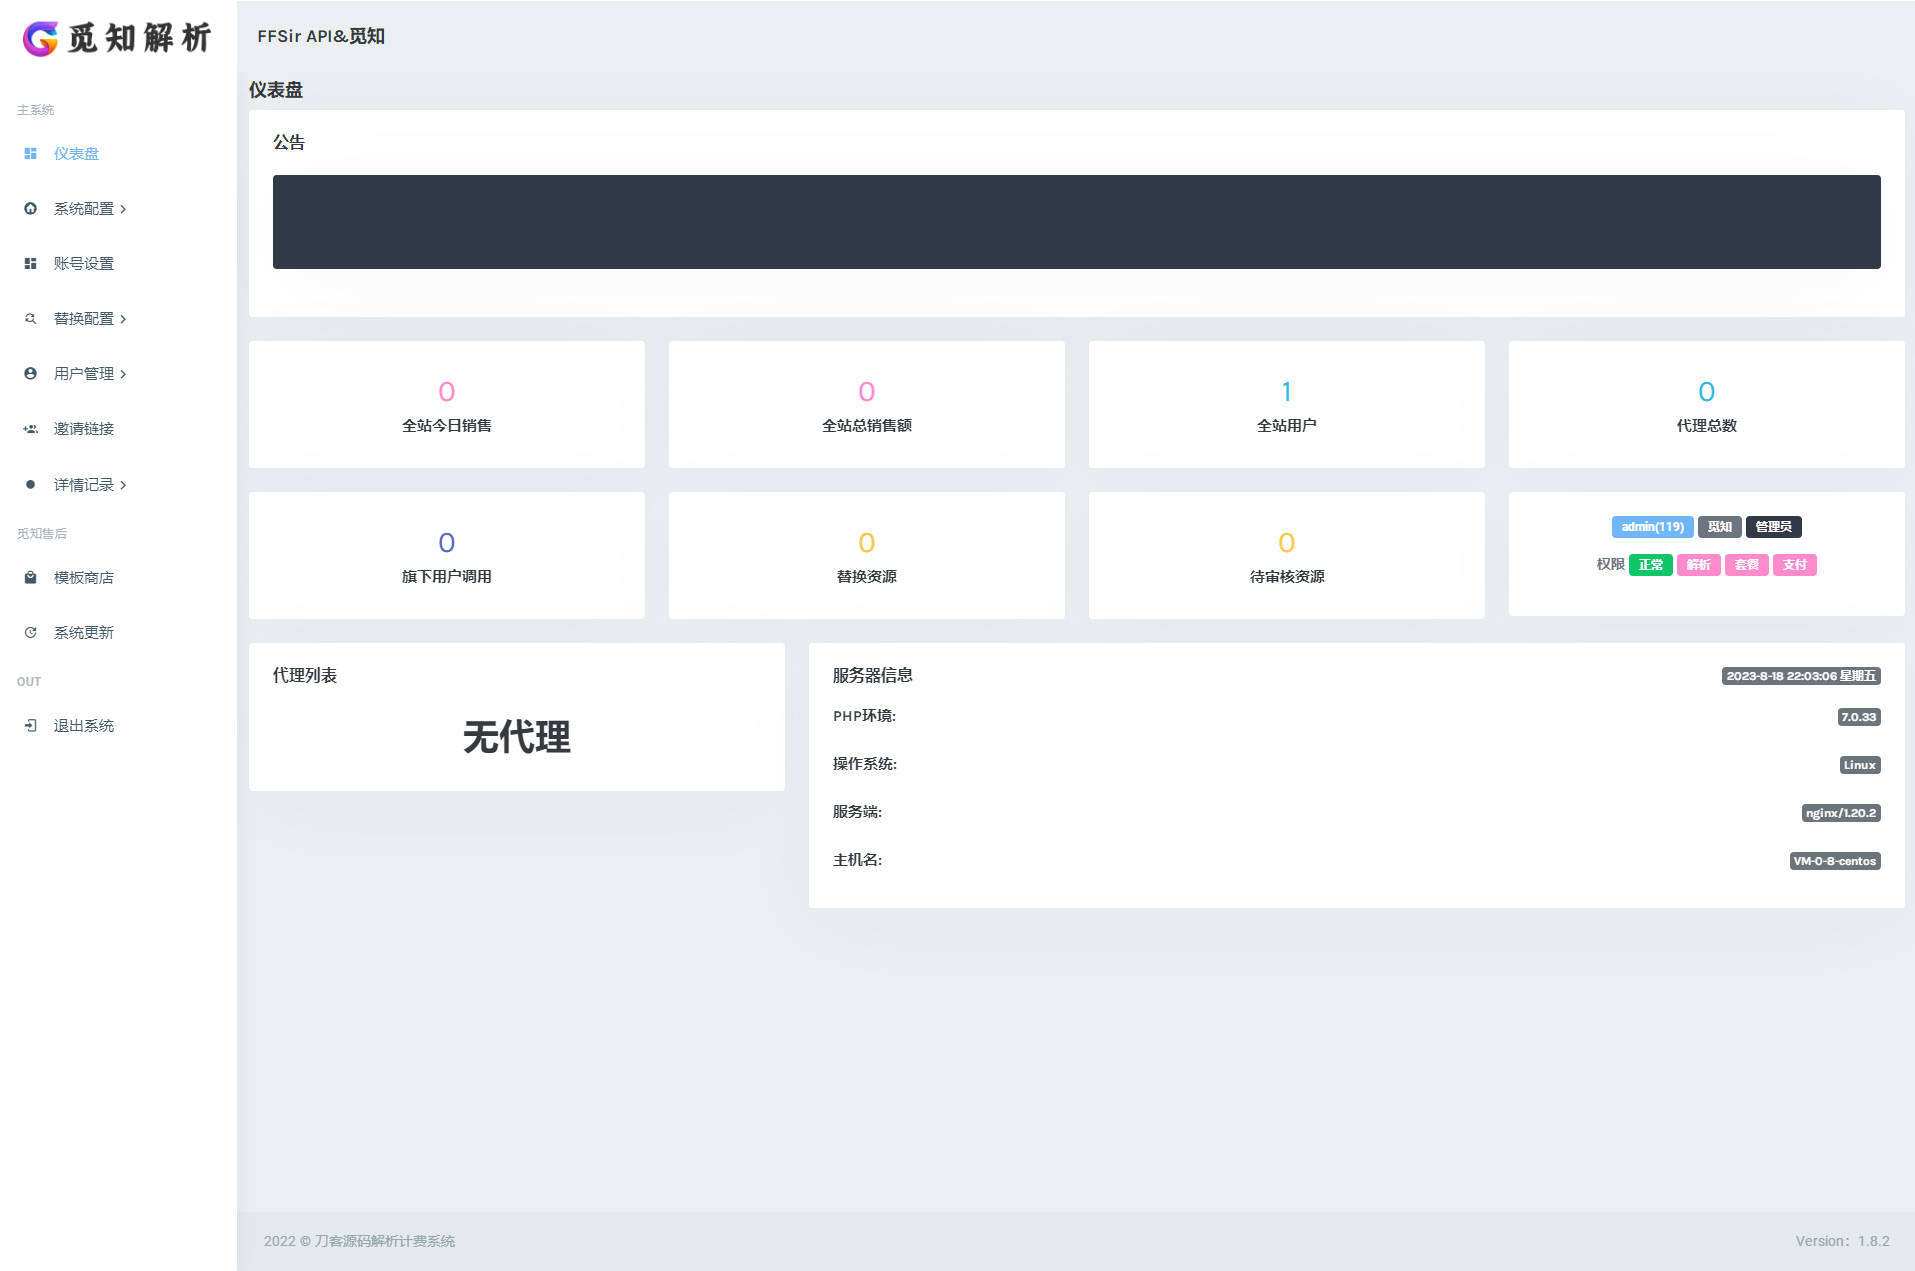 觅知解析
主系统
仪表盘
系统配置
账号设置
替换配置
用户管理
邀请链接
详情记录
觅知售后
模板商店
系统更新
OUT
退出系统
FFSir API&觅知
仪表盘
公告
0
全站今日销售
0
全站总销售额
1
全站用户
0
代理总数
0
旗下用户调用
0
替换资源
0
待审核资源
admin(119) 觅知 管理员
权限 正常 解析 套餐 支付
代理列表
无代理
服务器信息 2023-8-18 22:03:06 星期五
PHP环境: 7.0.33
操作系统: Linux
服务端: nginx/1.20.2
主机名: VM-0-8-centos
2022 © 刀客源码解析计费系统
Version：1.8.2